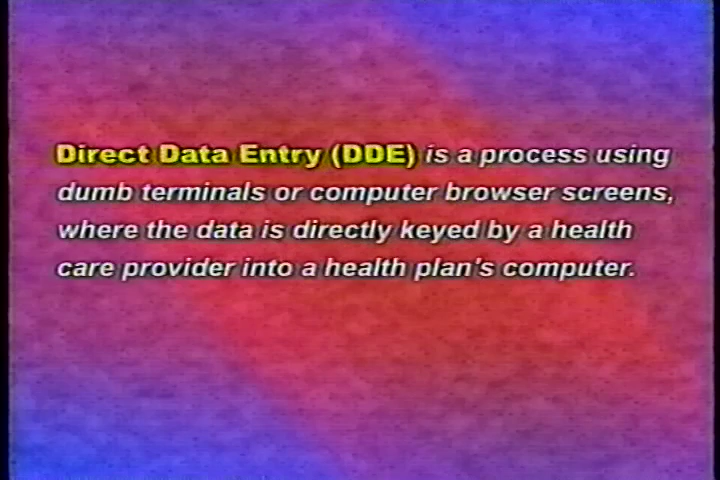 Direct Data Entry (DDE) is a process using
dumb terminals or computer browser screens,
where the data is directly keyed by a health
care provider into a health plan's computer.